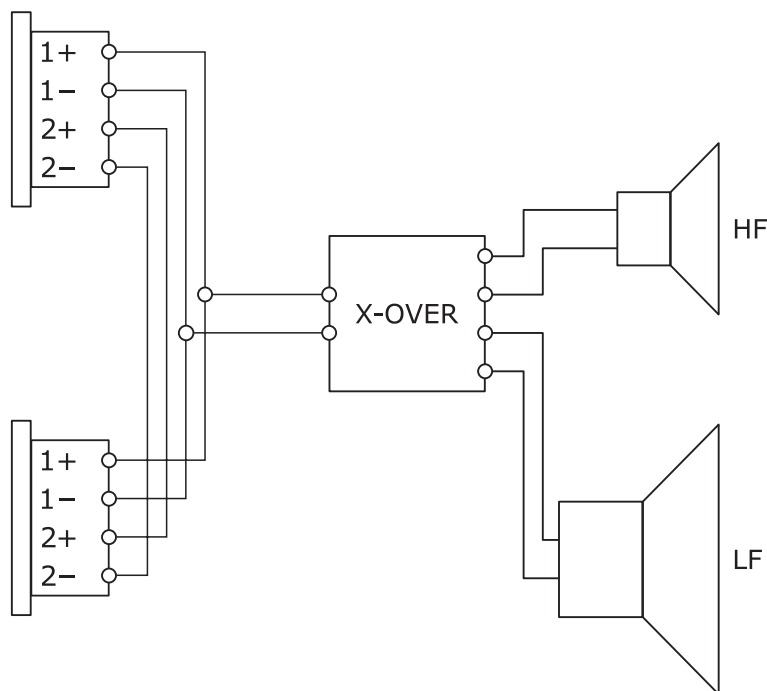 1+
1-
2+
2-
X-OVER
HF
1+
1-
2+
2-
LF